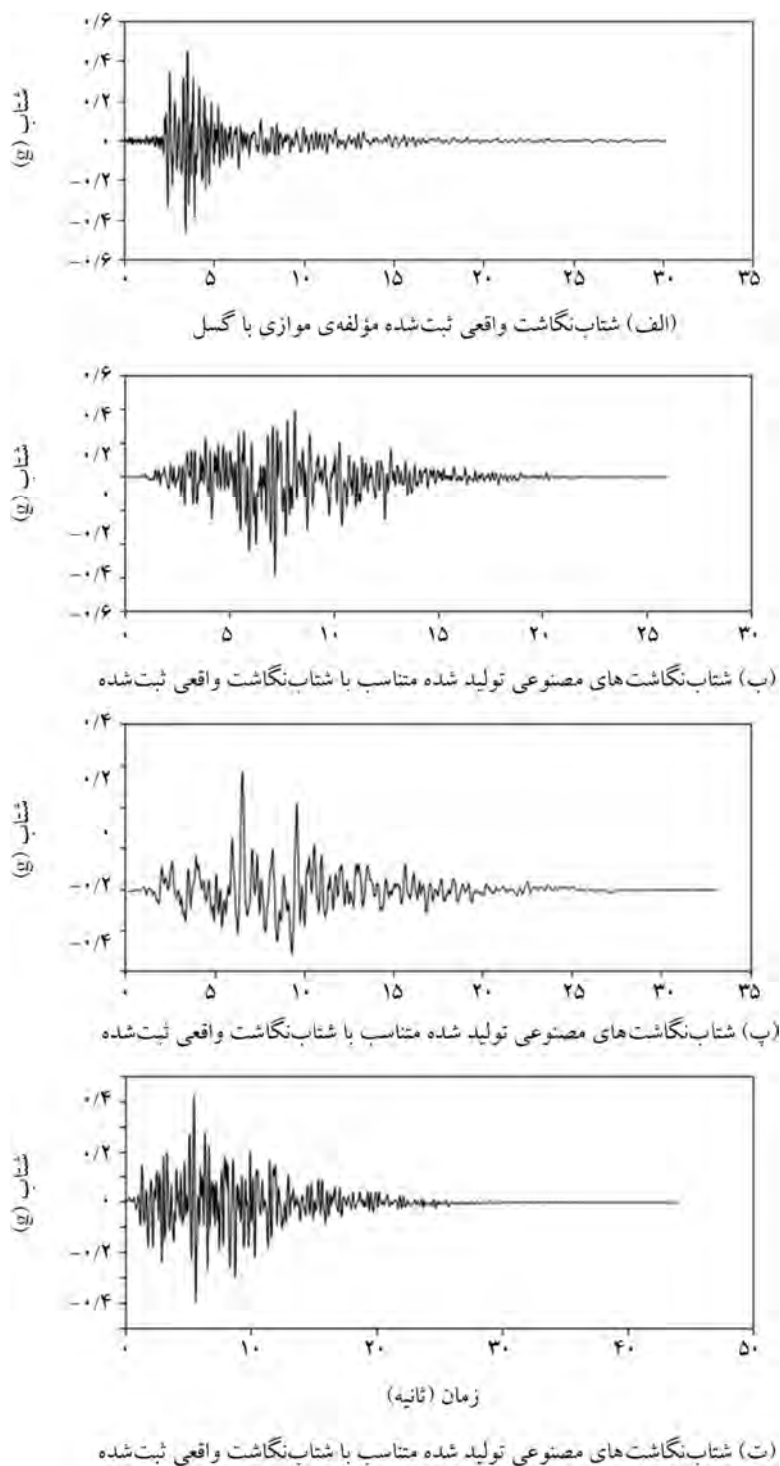 ۰/۶
۰/۴
۰/۲
۰
−۰/۲
−۰/۴
−۰/۶
شتاب (g)
۰ ۵ ۱۰ ۱۵ ۲۰ ۲۵ ۳۰ ۳۵
(الف) شتاب‌نگاشت واقعی ثبت‌شده مؤلفه‌ی موازی با گسل
۰/۶
۰/۴
۰/۲
۰
−۰/۲
−۰/۴
−۰/۶
شتاب (g)
۰ ۵ ۱۰ ۱۵ ۲۰ ۲۵ ۳۰
(ب) شتاب‌نگاشت‌های مصنوعی تولید شده متناسب با شتاب‌نگاشت واقعی ثبت‌شده
۰/۴
۰/۲
۰
−۰/۲
−۰/۴
شتاب (g)
۰ ۵ ۱۰ ۱۵ ۲۰ ۲۵ ۳۰ ۳۵
(پ) شتاب‌نگاشت‌های مصنوعی تولید شده متناسب با شتاب‌نگاشت واقعی ثبت‌شده
۰/۴
۰/۲
۰
−۰/۲
−۰/۴
شتاب (g)
۰ ۱۰ ۲۰ ۳۰ ۴۰ ۵۰
زمان (ثانیه)
(ت) شتاب‌نگاشت‌های مصنوعی تولید شده متناسب با شتاب‌نگاشت واقعی ثبت‌شده